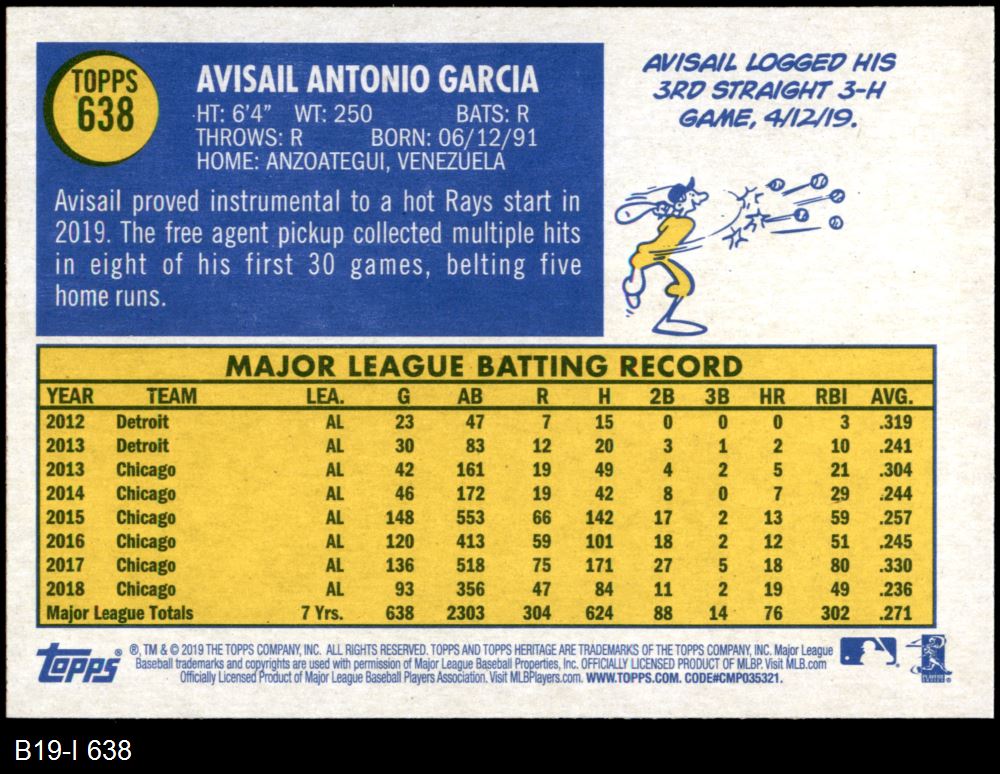 TOPPS
638
AVISAIL ANTONIO GARCIA
HT: 6'4" WT: 250 BATS: R
THROWS: R BORN: 06/12/91
HOME: ANZOATEGUI, VENEZUELA
Avisail proved instrumental to a hot Rays start in
2019. The free agent pickup collected multiple hits
in eight of his first 30 games, belting five
home runs.
AVISAIL LOGGED HIS
3RD STRAIGHT 3-H
GAME, 4/12/19.
MAJOR LEAGUE BATTING RECORD
YEAR TEAM LEA. G AB R H 2B 3B HR RBI AVG.
2012 Detroit AL 23 47 7 15 0 0 0 3 .319
2013 Detroit AL 30 83 12 20 3 1 2 10 .241
2013 Chicago AL 42 161 19 49 4 2 5 21 .304
2014 Chicago AL 46 172 19 42 8 0 7 29 .244
2015 Chicago AL 148 553 66 142 17 2 13 59 .257
2016 Chicago AL 120 413 59 101 18 2 12 51 .245
2017 Chicago AL 136 518 75 171 27 5 18 80 .330
2018 Chicago AL 93 356 47 84 11 2 19 49 .236
Major League Totals 7 Yrs. 638 2303 304 624 88 14 76 302 .271
Topps®
®, TM & © 2019 THE TOPPS COMPANY, INC. ALL RIGHTS RESERVED. TOPPS AND TOPPS HERITAGE ARE TRADEMARKS OF THE TOPPS COMPANY, INC. Major League
Baseball trademarks and copyrights are used with permission of Major League Baseball Properties, Inc. OFFICIALLY LICENSED PRODUCT OF MLBP. Visit MLB.com
Officially Licensed Product of Major League Baseball Players Association. Visit MLBPlayers.com. WWW.TOPPS.COM. CODE#CMP035321.
B19-I 638